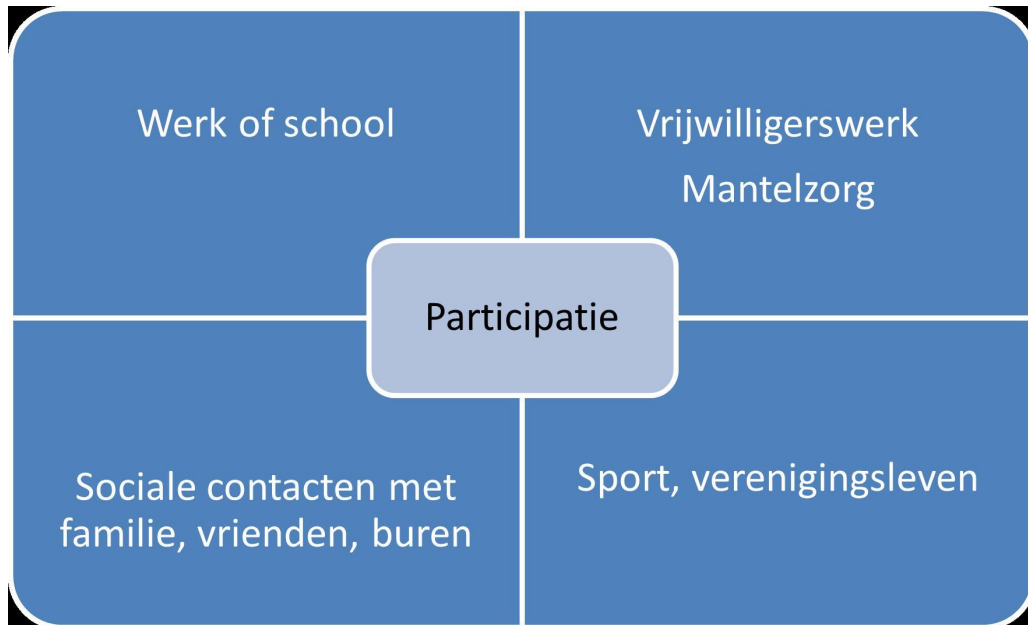 Werk of school
Vrijwilligerswerk
Mantelzorg
Participatie
Sociale contacten met
familie, vrienden, buren
Sport, verenigingsleven